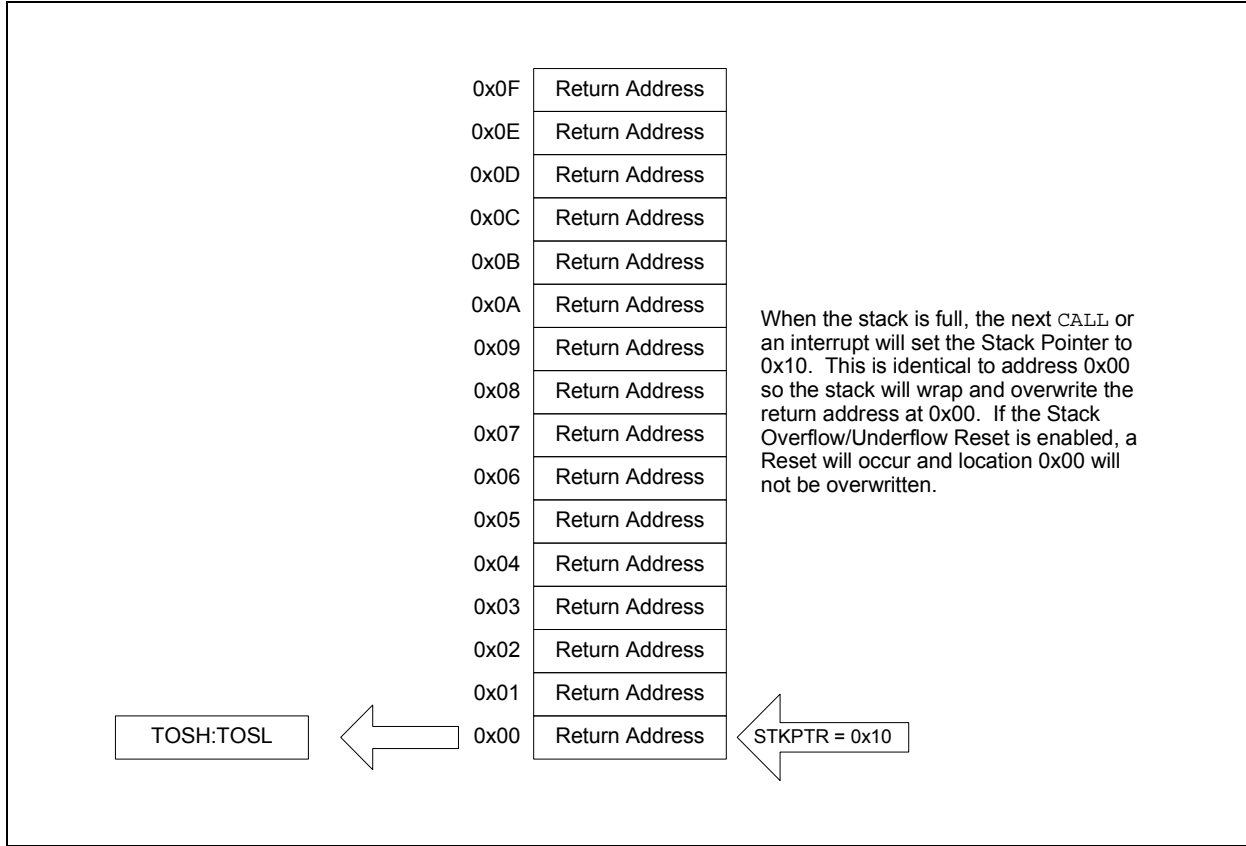 0x0F Return Address
0x0E Return Address
0x0D Return Address
0x0C Return Address
0x0B Return Address
0x0A Return Address
0x09 Return Address
0x08 Return Address
0x07 Return Address
0x06 Return Address
0x05 Return Address
0x04 Return Address
0x03 Return Address
0x02 Return Address
0x01 Return Address
TOSH:TOSL 0x00 Return Address STKPTR = 0x10
When the stack is full, the next CALL or
an interrupt will set the Stack Pointer to
0x10. This is identical to address 0x00
so the stack will wrap and overwrite the
return address at 0x00. If the Stack
Overflow/Underflow Reset is enabled, a
Reset will occur and location 0x00 will
not be overwritten.